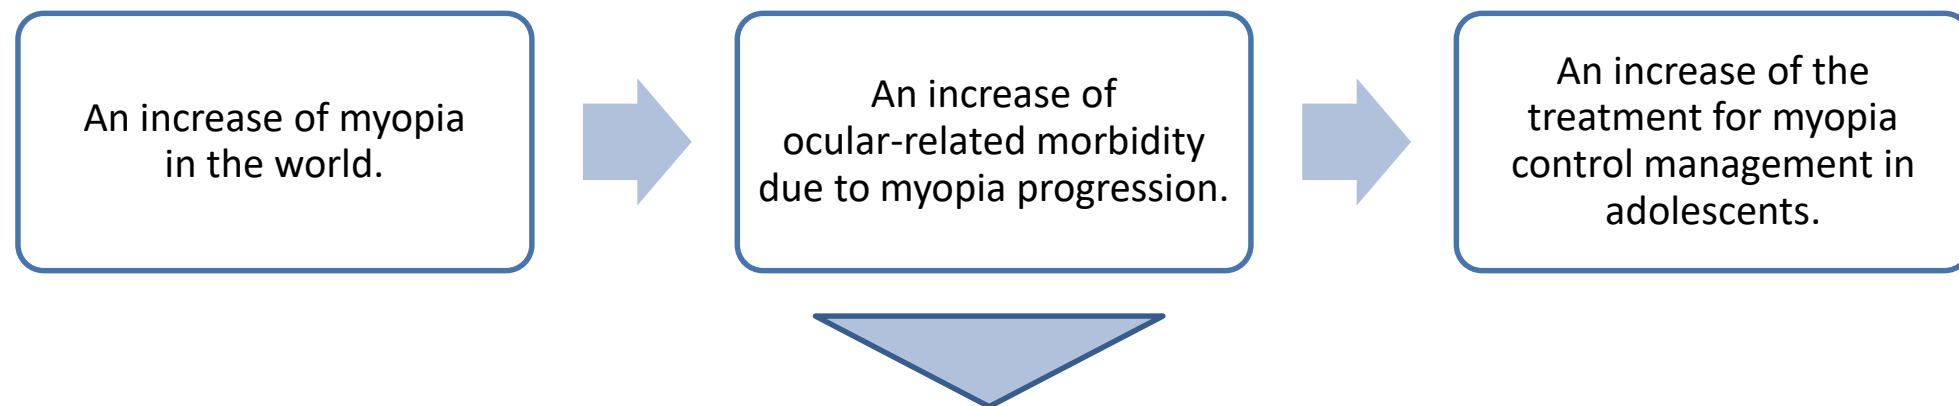 An increase of myopia
in the world.
An increase of
ocular-related morbidity
due to myopia progression.
An increase of the
treatment for myopia
control management in
adolescents.